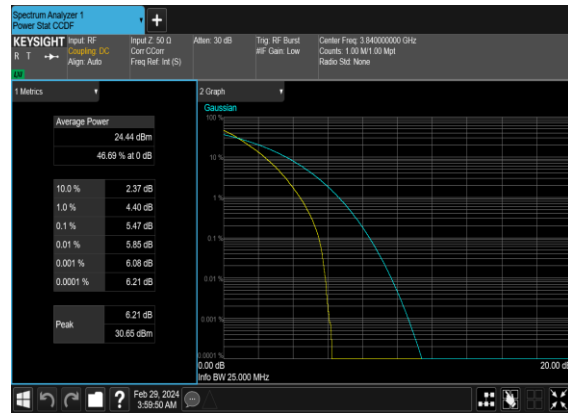 Spectrum Analyzer 1
Power Stat CCDF
KEYSIGHT
R T
LXI
Input: RF
Coupling: DC
Align: Auto
Input Z: 50 Ω
Corr CCorr
Freq Ref: Int (S)
Atten: 30 dB
Trig: RF Burst
#IF Gain: Low
Center Freq: 3.840000000 GHz
Counts: 1.00 M/1.00 Mpt
Radio Std: None
1 Metrics
Average Power
24.44 dBm
46.69 % at 0 dB
10.0 % 2.37 dB
1.0 % 4.40 dB
0.1 % 5.47 dB
0.01 % 5.85 dB
0.001 % 6.08 dB
0.0001 % 6.21 dB
Peak
6.21 dB
30.65 dBm
2 Graph
Gaussian
100 %
10 %
1 %
0.1 %
0.01 %
0.001 %
0.0001 %
0.00 dB
20.00 dB
Info BW 25.000 MHz
?
Feb 29, 2024
3:59:50 AM